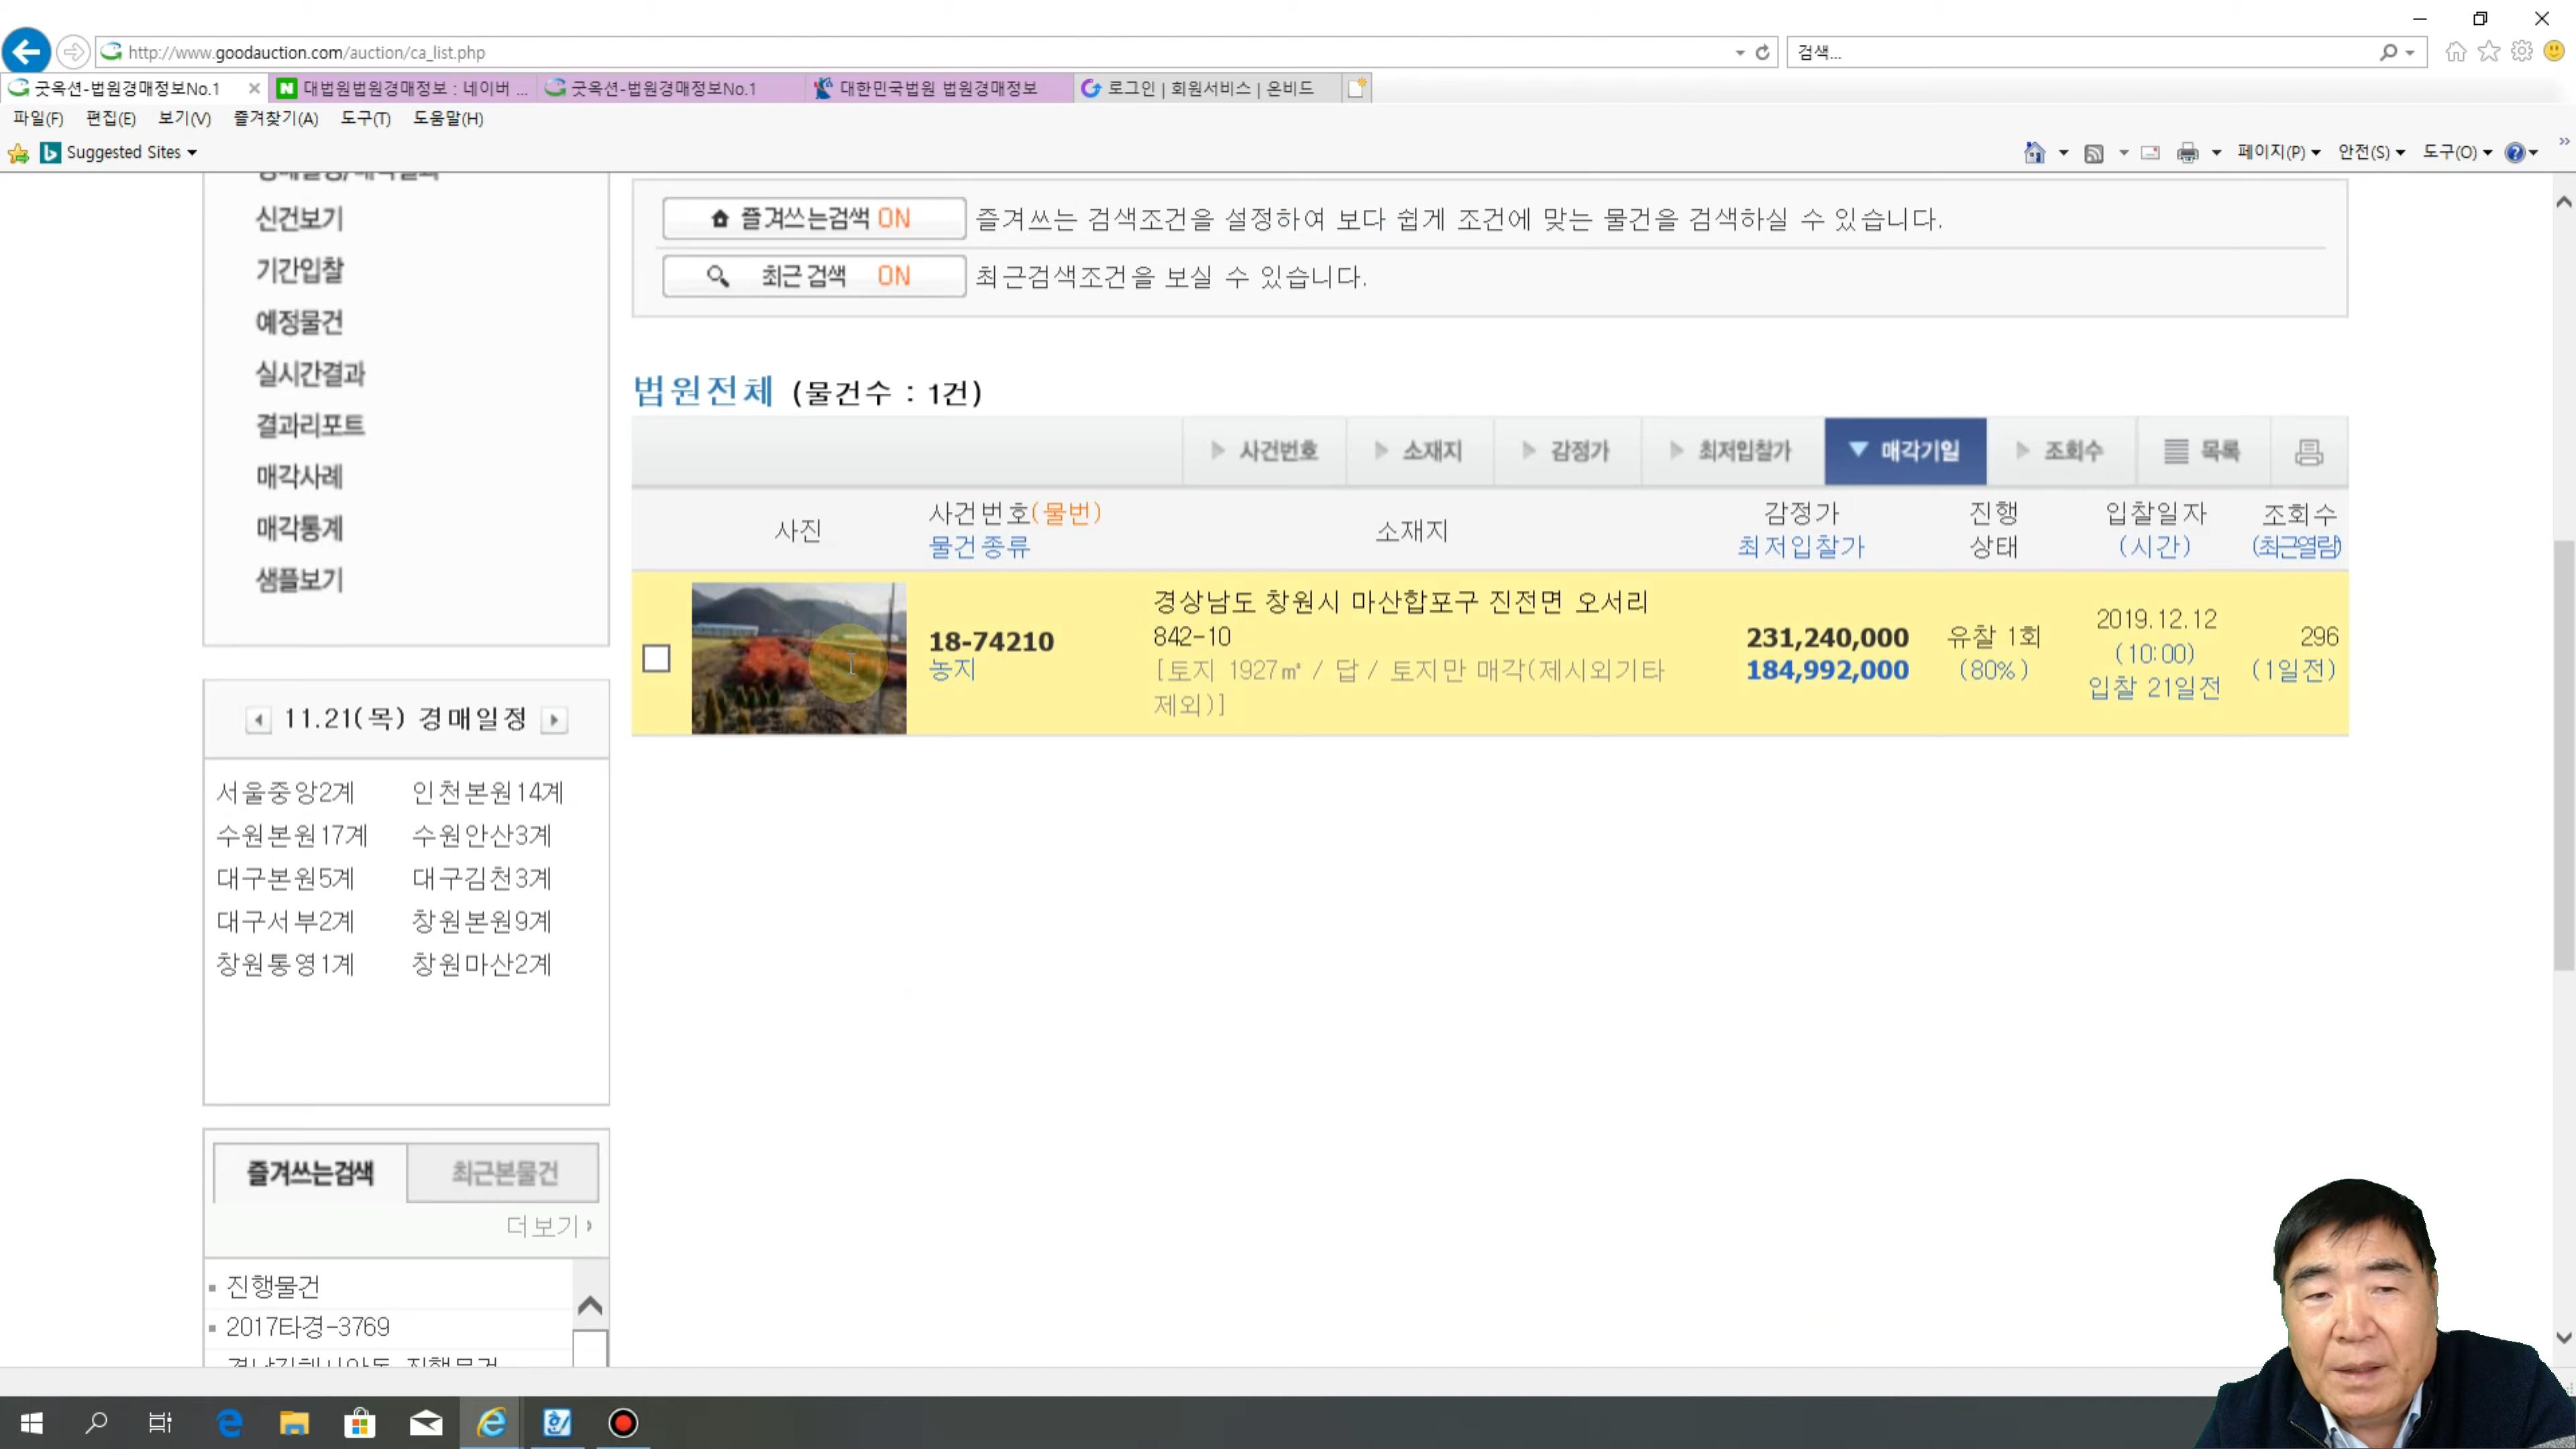 http://www.goodauction.com/auction/ca_list.php
검색...
굿옥션-법원경매정보No.1
대법원법원경매정보 : 네이버 ...
굿옥션-법원경매정보No.1
대한민국법원 법원경매정보
로그인 | 회원서비스 | 온비드
파일(F) 편집(E) 보기(V) 즐겨찾기(A) 도구(T) 도움말(H)
Suggested Sites
페이지(P) 안전(S) 도구(O)
신건보기
기간입찰
예정물건
실시간결과
결과리포트
매각사례
매각통계
샘플보기
즐겨쓰는검색 ON 즐겨쓰는 검색조건을 설정하여 보다 쉽게 조건에 맞는 물건을 검색하실 수 있습니다.
최근 검색 ON 최근검색조건을 보실 수 있습니다.
법원전체 (물건수 : 1건)
사건번호 소재지 감정가 최저입찰가 매각기일 조회수 목록
사진
사건번호(물번)
물건종류
소재지
감정가
최저입찰가
진행
상태
입찰일자
(시간)
조회수
(최근열람)
18-74210
농지
경상남도 창원시 마산합포구 진전면 오서리
842-10
[토지 1927㎡ / 답 / 토지만 매각(제시외기타
제외)]
231,240,000
184,992,000
유찰 1회
(80%)
2019.12.12
(10:00)
입찰 21일전
296
(1일전)
11.21(목) 경매일정
서울중앙2계 인천본원14계
수원본원17계 수원안산3계
대구본원5계 대구김천3계
대구서부2계 창원본원9계
창원통영1계 창원마산2계
즐겨쓰는검색 최근본물건
더보기
진행물건
2017타경-3769